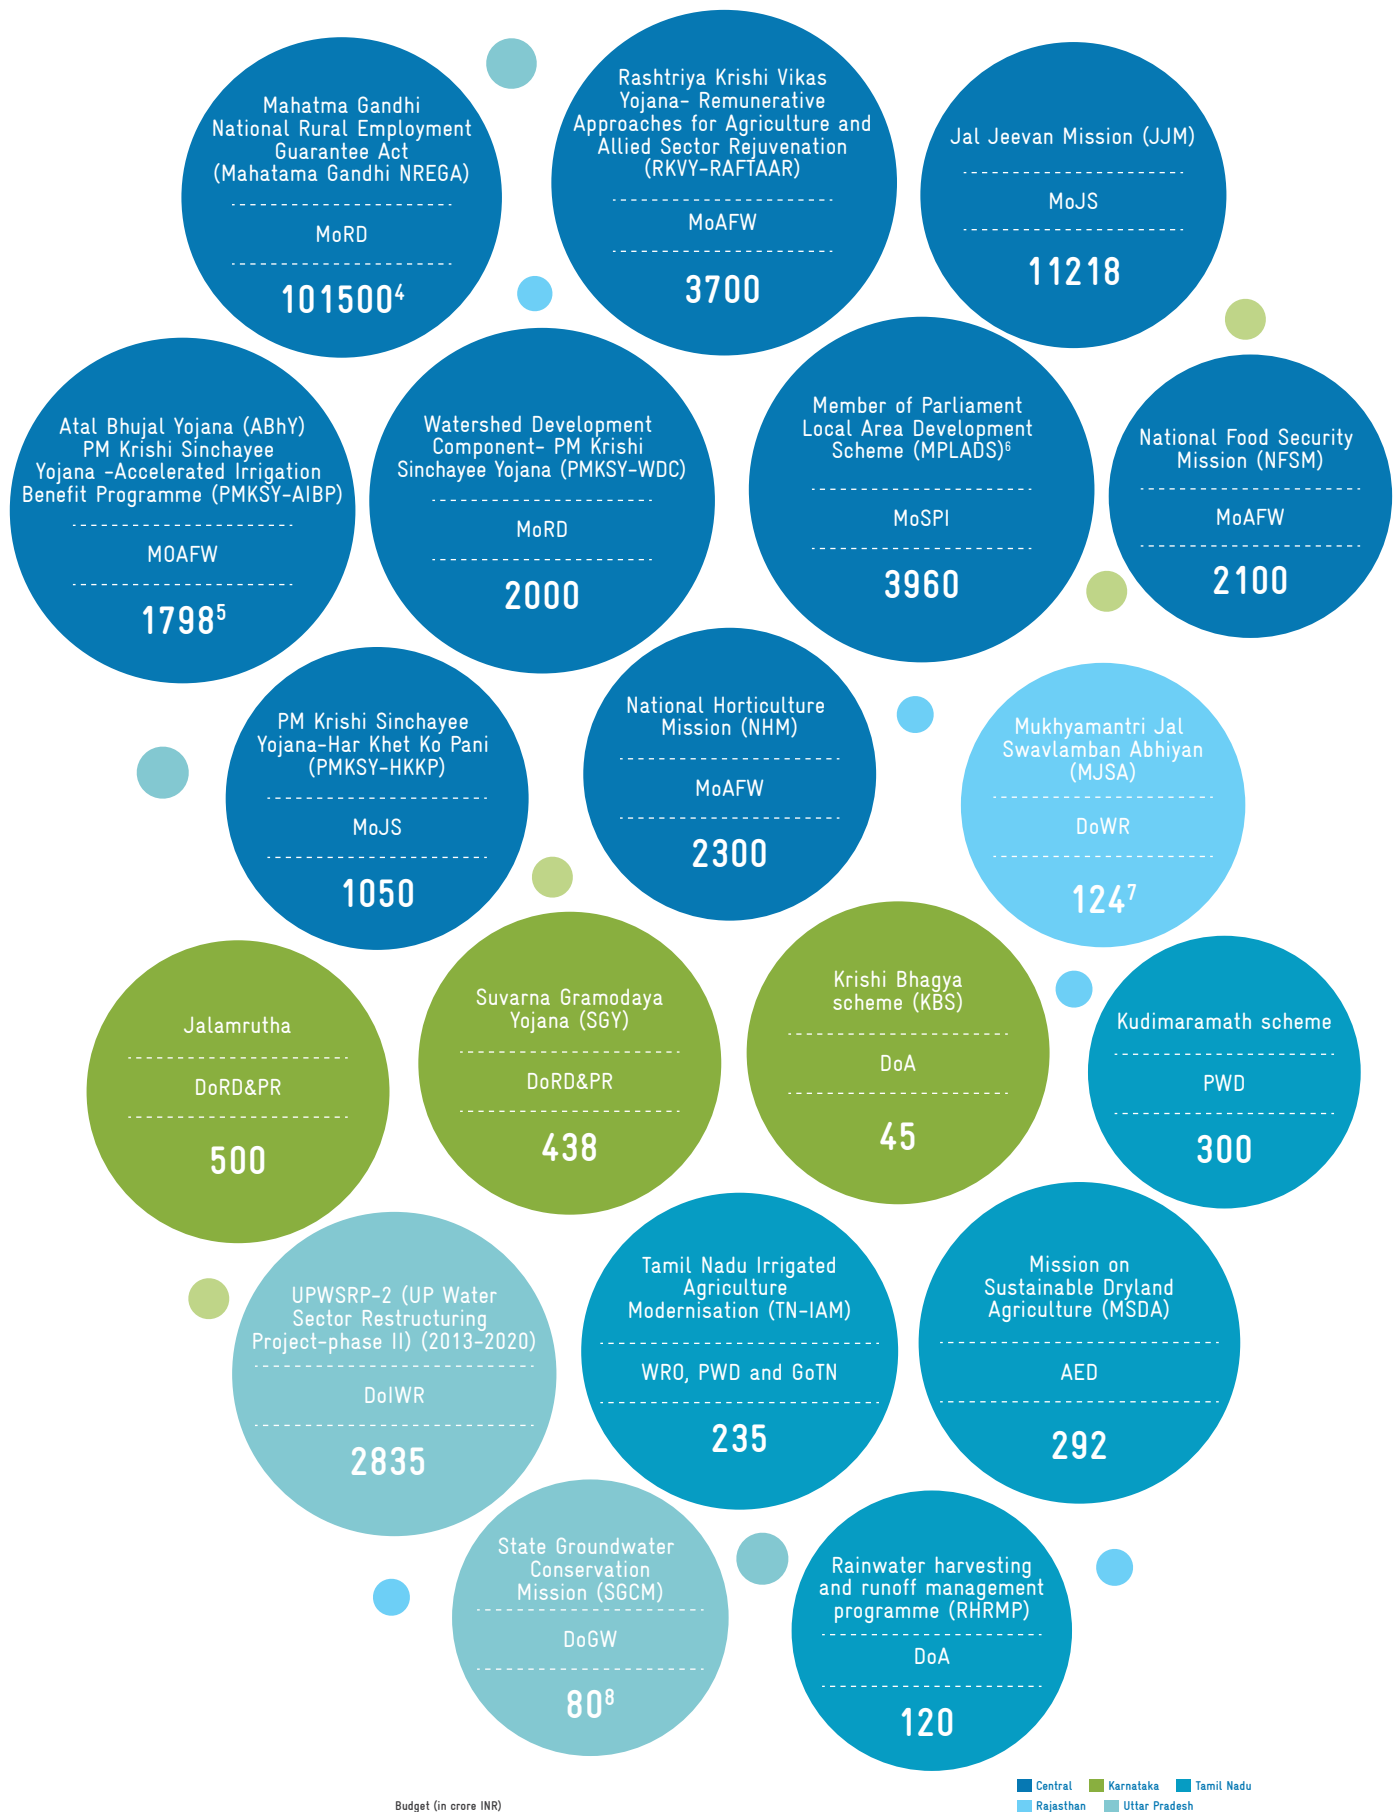 Mahatma Gandhi
National Rural Employment
Guarantee Act
(Mahatama Gandhi NREGA)
MoRD
101500⁴
Rashtriya Krishi Vikas
Yojana- Remunerative
Approaches for Agriculture and
Allied Sector Rejuvenation
(RKVY-RAFTAAR)
MoAFW
3700
Jal Jeevan Mission (JJM)
MoJS
11218
Atal Bhujal Yojana (ABhY)
PM Krishi Sinchayee
Yojana -Accelerated Irrigation
Benefit Programme (PMKSY-AIBP)
MOAFW
1798⁵
Watershed Development
Component- PM Krishi
Sinchayee Yojana (PMKSY-WDC)
MoRD
2000
Member of Parliament
Local Area Development
Scheme (MPLADS)⁶
MoSPI
3960
National Food Security
Mission (NFSM)
MoAFW
2100
PM Krishi Sinchayee
Yojana-Har Khet Ko Pani
(PMKSY-HKKP)
MoJS
1050
National Horticulture
Mission (NHM)
MoAFW
2300
Mukhyamantri Jal
Swavlamban Abhiyan
(MJSA)
DoWR
124⁷
Jalamrutha
DoRD&PR
500
Suvarna Gramodaya
Yojana (SGY)
DoRD&PR
438
Krishi Bhagya
scheme (KBS)
DoA
45
Kudimaramath scheme
PWD
300
UPWSRP-2 (UP Water
Sector Restructuring
Project-phase II) (2013-2020)
DoIWR
2835
Tamil Nadu Irrigated
Agriculture
Modernisation (TN-IAM)
WRO, PWD and GoTN
235
Mission on
Sustainable Dryland
Agriculture (MSDA)
AED
292
State Groundwater
Conservation
Mission (SGCM)
DoGW
80⁸
Rainwater harvesting
and runoff management
programme (RHRMP)
DoA
120
Central Karnataka Tamil Nadu
Rajasthan Uttar Pradesh
Budget (in crore INR)